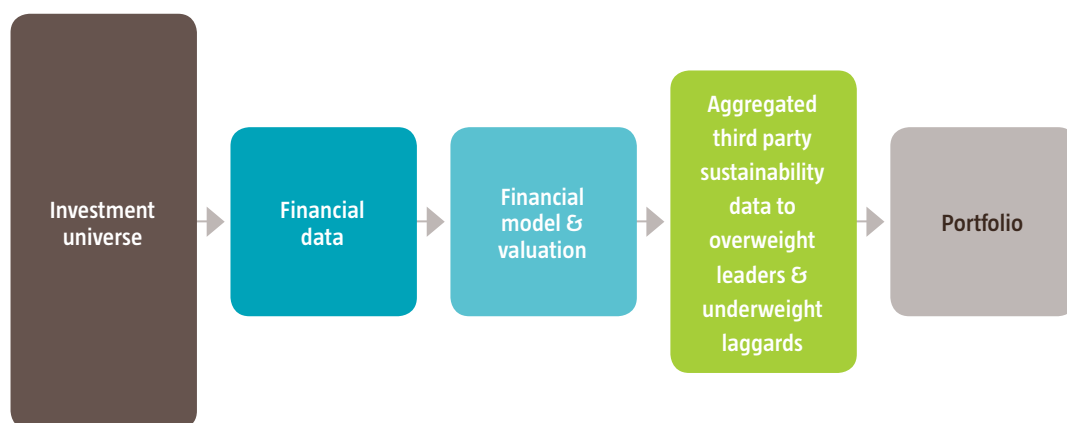 Investment
universe
Financial
data
Financial
model &
valuation
Aggregated
third party
sustainability
data to
overweight
leaders &
underweight
laggards
Portfolio